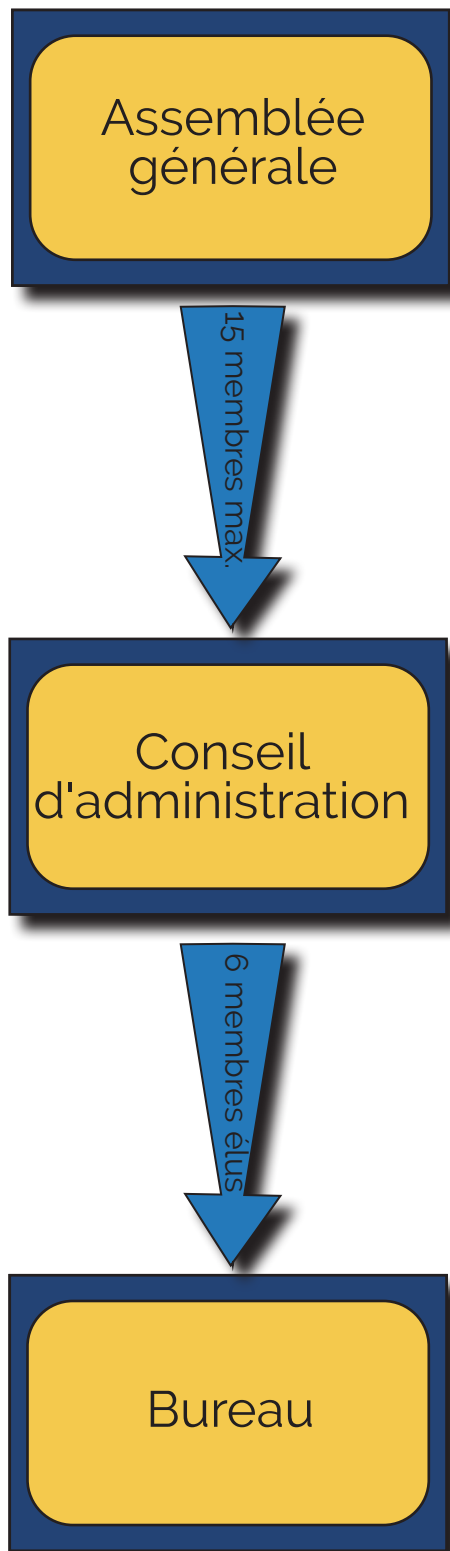 Assemblée
générale
15 membres max.
Conseil
d'administration
6 membres élus
Bureau